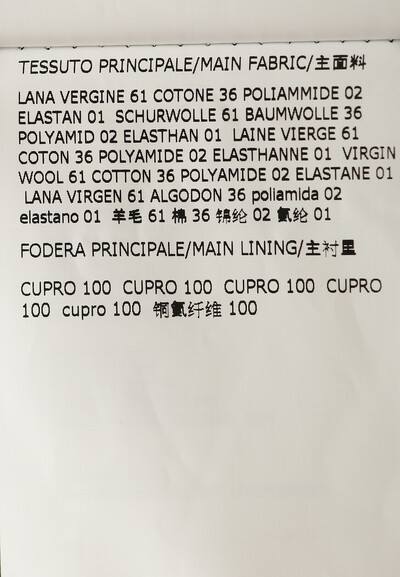 TESSUTO PRINCIPALE/MAIN FABRIC/主面料
LANA VERGINE 61 COTONE 36 POLIAMMIDE 02
ELASTAN 01 SCHURWOLLE 61 BAUMWOLLE 36
POLYAMID 02 ELASTHAN 01 LAINE VIERGE 61
COTON 36 POLYAMIDE 02 ELASTHANNE 01 VIRGIN
WOOL 61 COTTON 36 POLYAMIDE 02 ELASTANE 01
LANA VIRGEN 61 ALGODON 36 poliamida 02
elastano 01 羊毛 61 棉 36 锦纶 02 氨纶 01
FODERA PRINCIPALE/MAIN LINING/主衬里
CUPRO 100 CUPRO 100 CUPRO 100 CUPRO
100 cupro 100 铜氨纤维 100